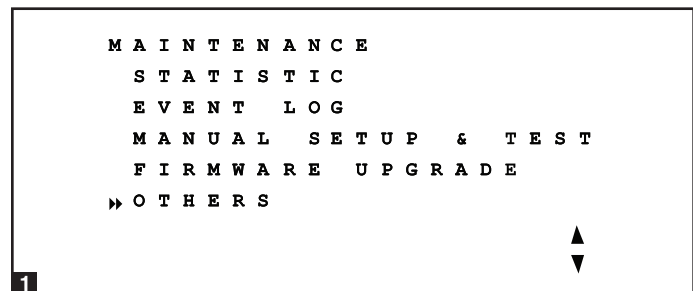 MAINTENANCE
STATISTIC
EVENT LOG
MANUAL SETUP & TEST
FIRMWARE UPGRADE
OTHERS
1